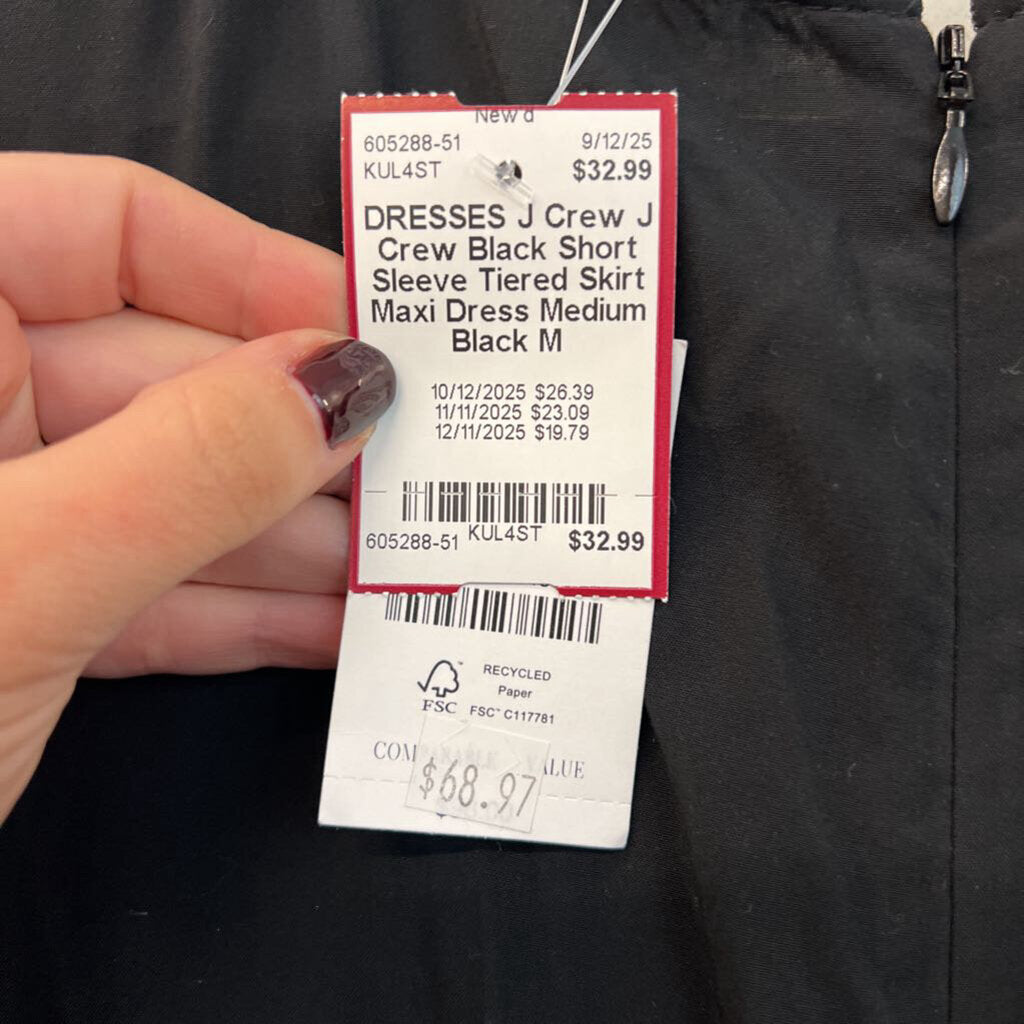 New'd
605288-51 9/12/25
KUL4ST $32.99
DRESSES J Crew J
Crew Black Short
Sleeve Tiered Skirt
Maxi Dress Medium
Black M
10/12/2025 $26.39
11/11/2025 $23.09
12/11/2025 $19.79
605288-51 KUL4ST $32.99
RECYCLED
Paper
FSC FSC™ C117781
COMPARABLE VALUE
$68.97